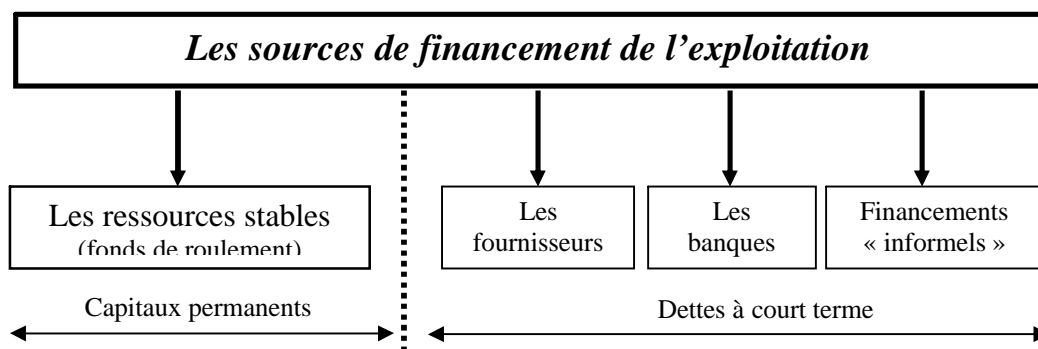 Les sources de financement de l’exploitation
Les ressources stables
(fonds de roulement)
Les
fournisseurs
Les
banques
Financements
« informels »
Capitaux permanents
Dettes à court terme